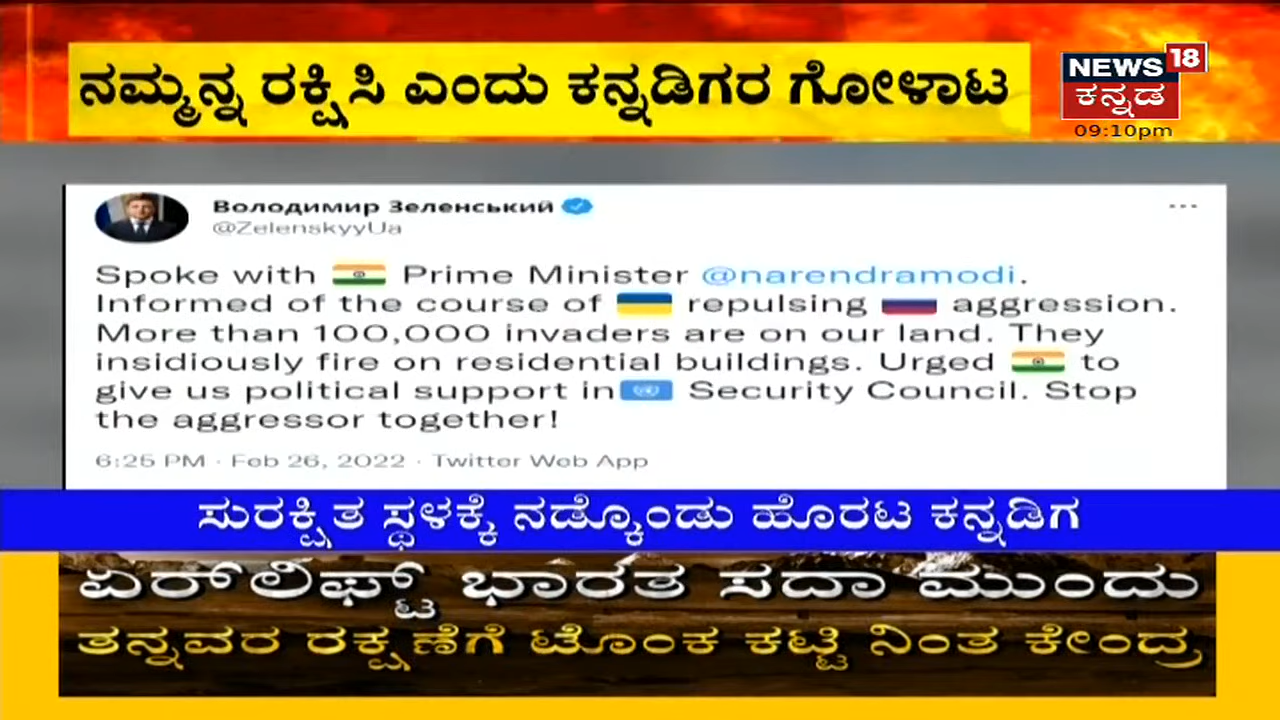 ನಮ್ಮನ್ನ ರಕ್ಷಿಸಿ ಎಂದು ಕನ್ನಡಿಗರ ಗೋಳಾಟ
NEWS 18
ಕನ್ನಡ
09:10pm
Володимир Зеленський
@ZelenskyyUa
Spoke with 🇮🇳 Prime Minister @narendramodi.
Informed of the course of 🇺🇦 repulsing 🇷🇺 aggression.
More than 100,000 invaders are on our land. They
insidiously fire on residential buildings. Urged 🇮🇳 to
give us political support in 🇺🇳 Security Council. Stop
the aggressor together!
6:25 PM · Feb 26, 2022 · Twitter Web App
ಸುರಕ್ಷಿತ ಸ್ಥಳಕ್ಕೆ ನಡ್ಕೊಂಡು ಹೊರಟ ಕನ್ನಡಿಗ
ಏರ್‌ಲಿಫ್ಟ್ ಭಾರತ ಸದಾ ಮುಂದು
ತನ್ನವರ ರಕ್ಷಣೆಗೆ ಟೊಂಕ ಕಟ್ಟಿ ನಿಂತ ಕೇಂದ್ರ